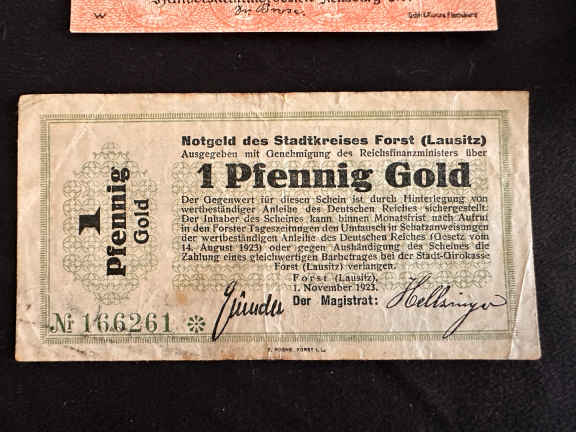 Dr. Brose.
Notgeld des Stadtkreises Forst (Lausitz)
Ausgegeben mit Genehmigung des Reichsfinanzministers über
1 Pfennig Gold
Der Gegenwert für diesen Schein ist durch Hinterlegung von
wertbeständiger Anleihe des Deutschen Reiches sichergestellt.
Der Inhaber des Scheines kann binnen Monatsfrist nach Aufruf
in den Forster Tageszeitungen den Umtausch in Schatzanweisungen
der wertbeständigen Anleihe des Deutschen Reiches (Gesetz vom
14. August 1923) oder gegen Aushändigung des Scheines die
Zahlung eines gleichwertigen Barbetrages bei der Stadt-Girokasse
Forst (Lausitz) verlangen.
Forst (Lausitz),
1. November 1923.
Der Magistrat:
1
Pfennig
Gold
№ 166261 ※